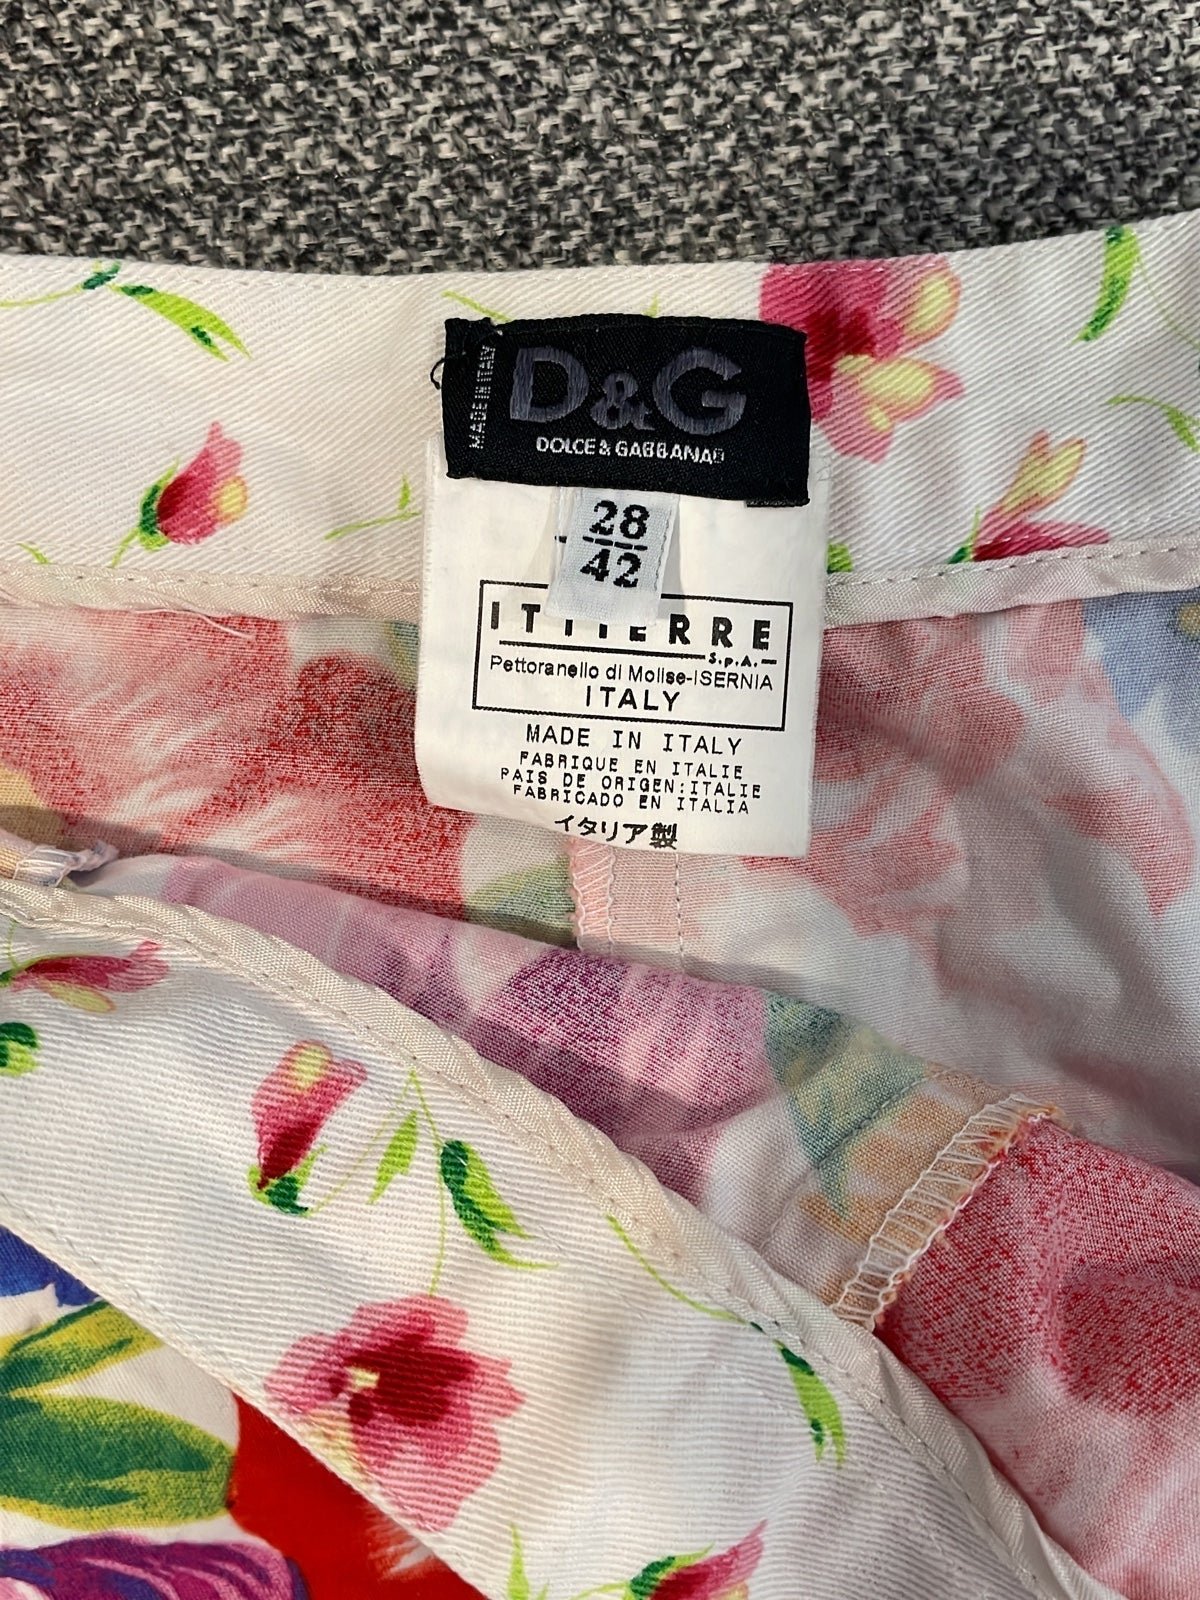 MADE IN ITALY
D&G
DOLCE & GABBANA
28
42
ITTIERRE
S.p.A.
Pettoranello di Molise-ISERNIA
ITALY
MADE IN ITALY
FABRIQUE EN ITALIE
PAIS DE ORIGEN:ITALIE
FABRICADO EN ITALIA
イタリア製